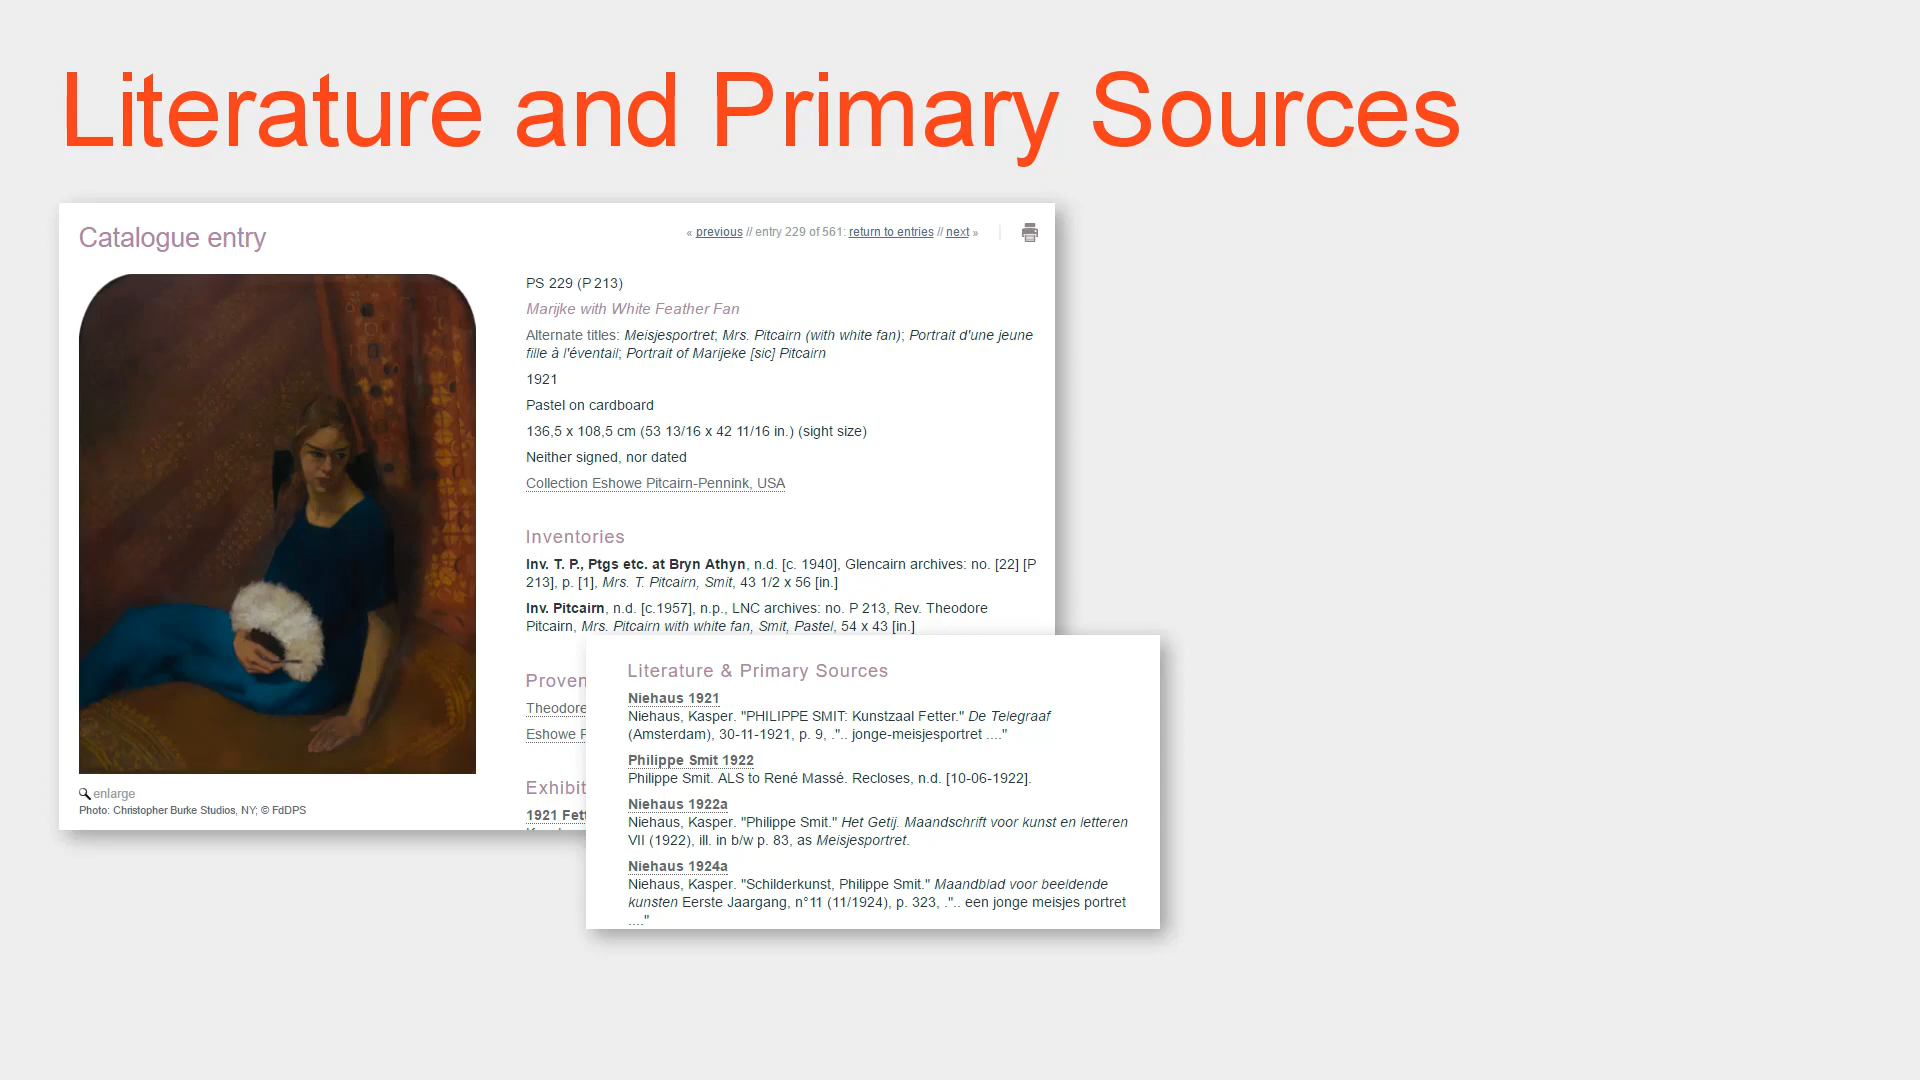 Literature and Primary Sources
Catalogue entry
« previous // entry 229 of 561: return to entries // next »
PS 229 (P 213)
Marijke with White Feather Fan
Alternate titles: Meisjesportret; Mrs. Pitcairn (with white fan); Portrait d'une jeune
fille à l'éventail; Portrait of Marijeke [sic] Pitcairn
1921
Pastel on cardboard
136,5 x 108,5 cm (53 13/16 x 42 11/16 in.) (sight size)
Neither signed, nor dated
Collection Eshowe Pitcairn-Pennink, USA
Inventories
Inv. T. P., Ptgs etc. at Bryn Athyn, n.d. [c. 1940], Glencairn archives: no. [22] [P
213], p. [1], Mrs. T. Pitcairn, Smit, 43 1/2 x 56 [in.]
Inv. Pitcairn, n.d. [c.1957], n.p., LNC archives: no. P 213, Rev. Theodore
Pitcairn, Mrs. Pitcairn with white fan, Smit, Pastel, 54 x 43 [in.]
Proven
Theodore
Eshowe P
Exhibit
1921 Fett
enlarge
Photo: Christopher Burke Studios, NY; © FdDPS
Literature & Primary Sources
Niehaus 1921
Niehaus, Kasper. "PHILIPPE SMIT: Kunstzaal Fetter." De Telegraaf
(Amsterdam), 30-11-1921, p. 9, .".. jonge-meisjesportret ...."
Philippe Smit 1922
Philippe Smit. ALS to René Massé. Recloses, n.d. [10-06-1922].
Niehaus 1922a
Niehaus, Kasper. "Philippe Smit." Het Getij. Maandschrift voor kunst en letteren
VII (1922), ill. in b/w p. 83, as Meisjesportret.
Niehaus 1924a
Niehaus, Kasper. "Schilderkunst, Philippe Smit." Maandblad voor beeldende
kunsten Eerste Jaargang, n°11 (11/1924), p. 323, .".. een jonge meisjes portret
...."